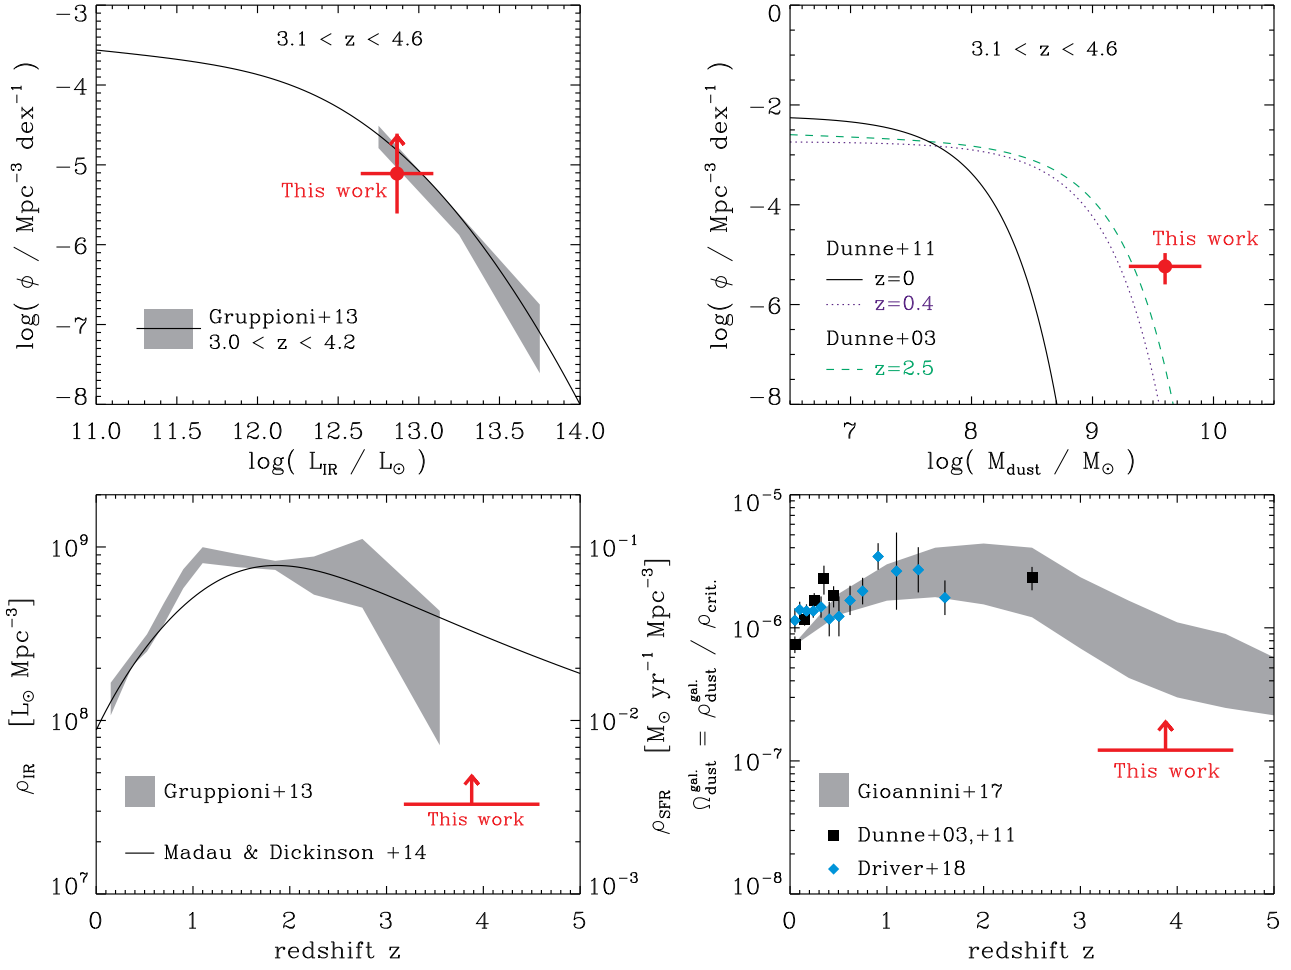 −3
−4
−5
−6
−7
−8
log( ϕ / Mpc⁻³ dex⁻¹ )
3.1 < z < 4.6
This work
Gruppioni+13
3.0 < z < 4.2
11.0 11.5 12.0 12.5 13.0 13.5 14.0
log( L_IR / L_⊙ )
0
−2
−4
−6
−8
log( ϕ / Mpc⁻³ dex⁻¹ )
3.1 < z < 4.6
This work
Dunne+11
z=0
z=0.4
Dunne+03
z=2.5
7 8 9 10
log( M_dust / M_⊙ )
10⁹
10⁸
10⁷
ρ_IR [L_⊙ Mpc⁻³]
Gruppioni+13
This work
Madau & Dickinson +14
10⁻¹
10⁻²
10⁻³
ρ_SFR [M_⊙ yr⁻¹ Mpc⁻³]
0 1 2 3 4 5
redshift z
10⁻⁵
10⁻⁶
10⁻⁷
10⁻⁸
Ω_dust^gal. = ρ_dust^gal. / ρ_crit.
This work
Gioannini+17
Dunne+03,+11
Driver+18
0 1 2 3 4 5
redshift z